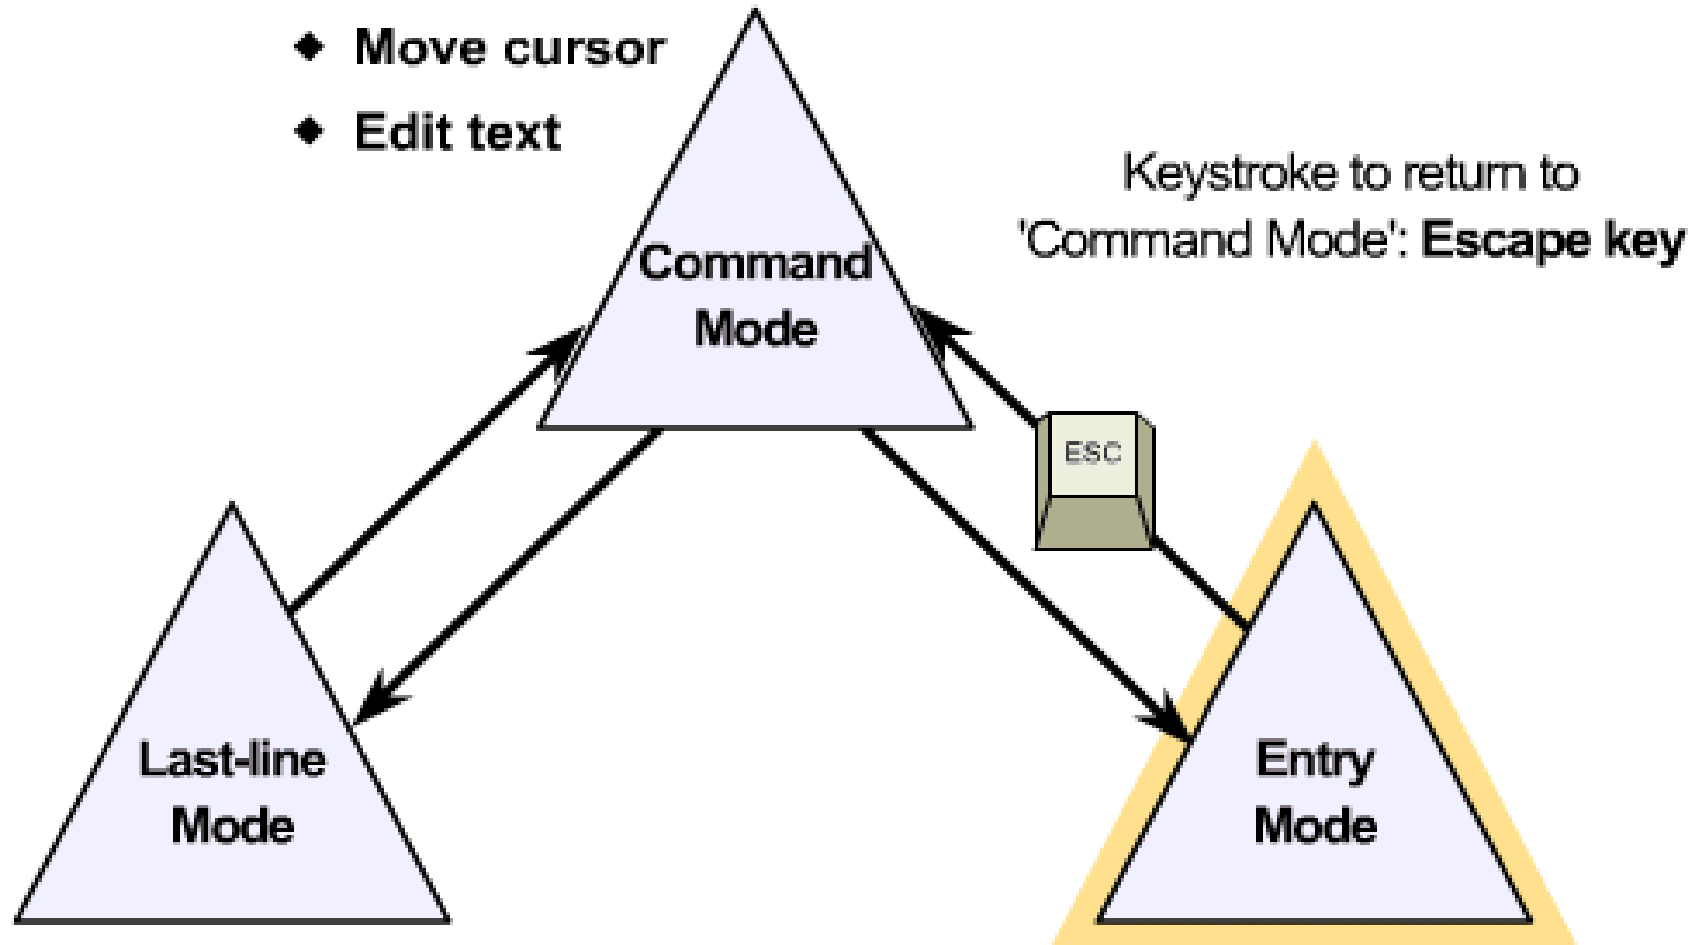 ◆ Move cursor
◆ Edit text
Keystroke to return to
'Command Mode': Escape key
Command
Mode
ESC
Last-line
Mode
Entry
Mode